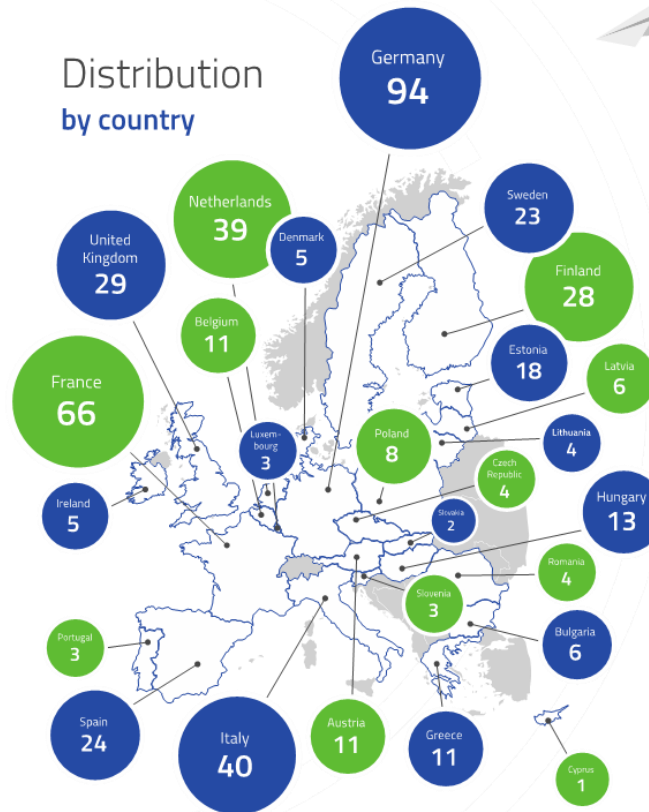 Distribution
by country
Germany
94
Netherlands
39
Denmark
5
Sweden
23
United
Kingdom
29
Finland
28
Belgium
11
Estonia
18
Latvia
6
France
66
Luxem-
bourg
3
Poland
8
Lithuania
4
Czech
Republic
4
Ireland
5
Slovakia
2
Hungary
13
Romania
4
Slovenia
3
Portugal
3
Bulgaria
6
Spain
24
Italy
40
Austria
11
Greece
11
Cyprus
1